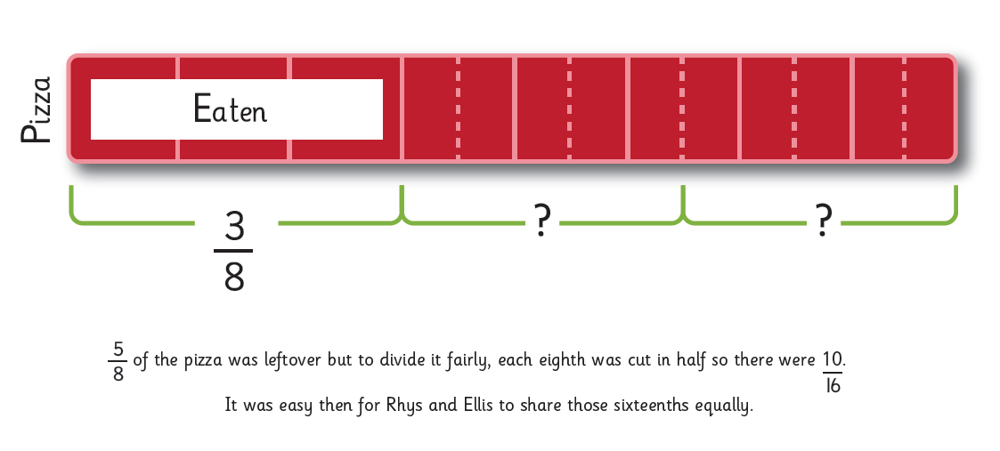 Pizza
Eaten
3/8
?
?
5/8 of the pizza was leftover but to divide it fairly, each eighth was cut in half so there were 10/16.
It was easy then for Rhys and Ellis to share those sixteenths equally.